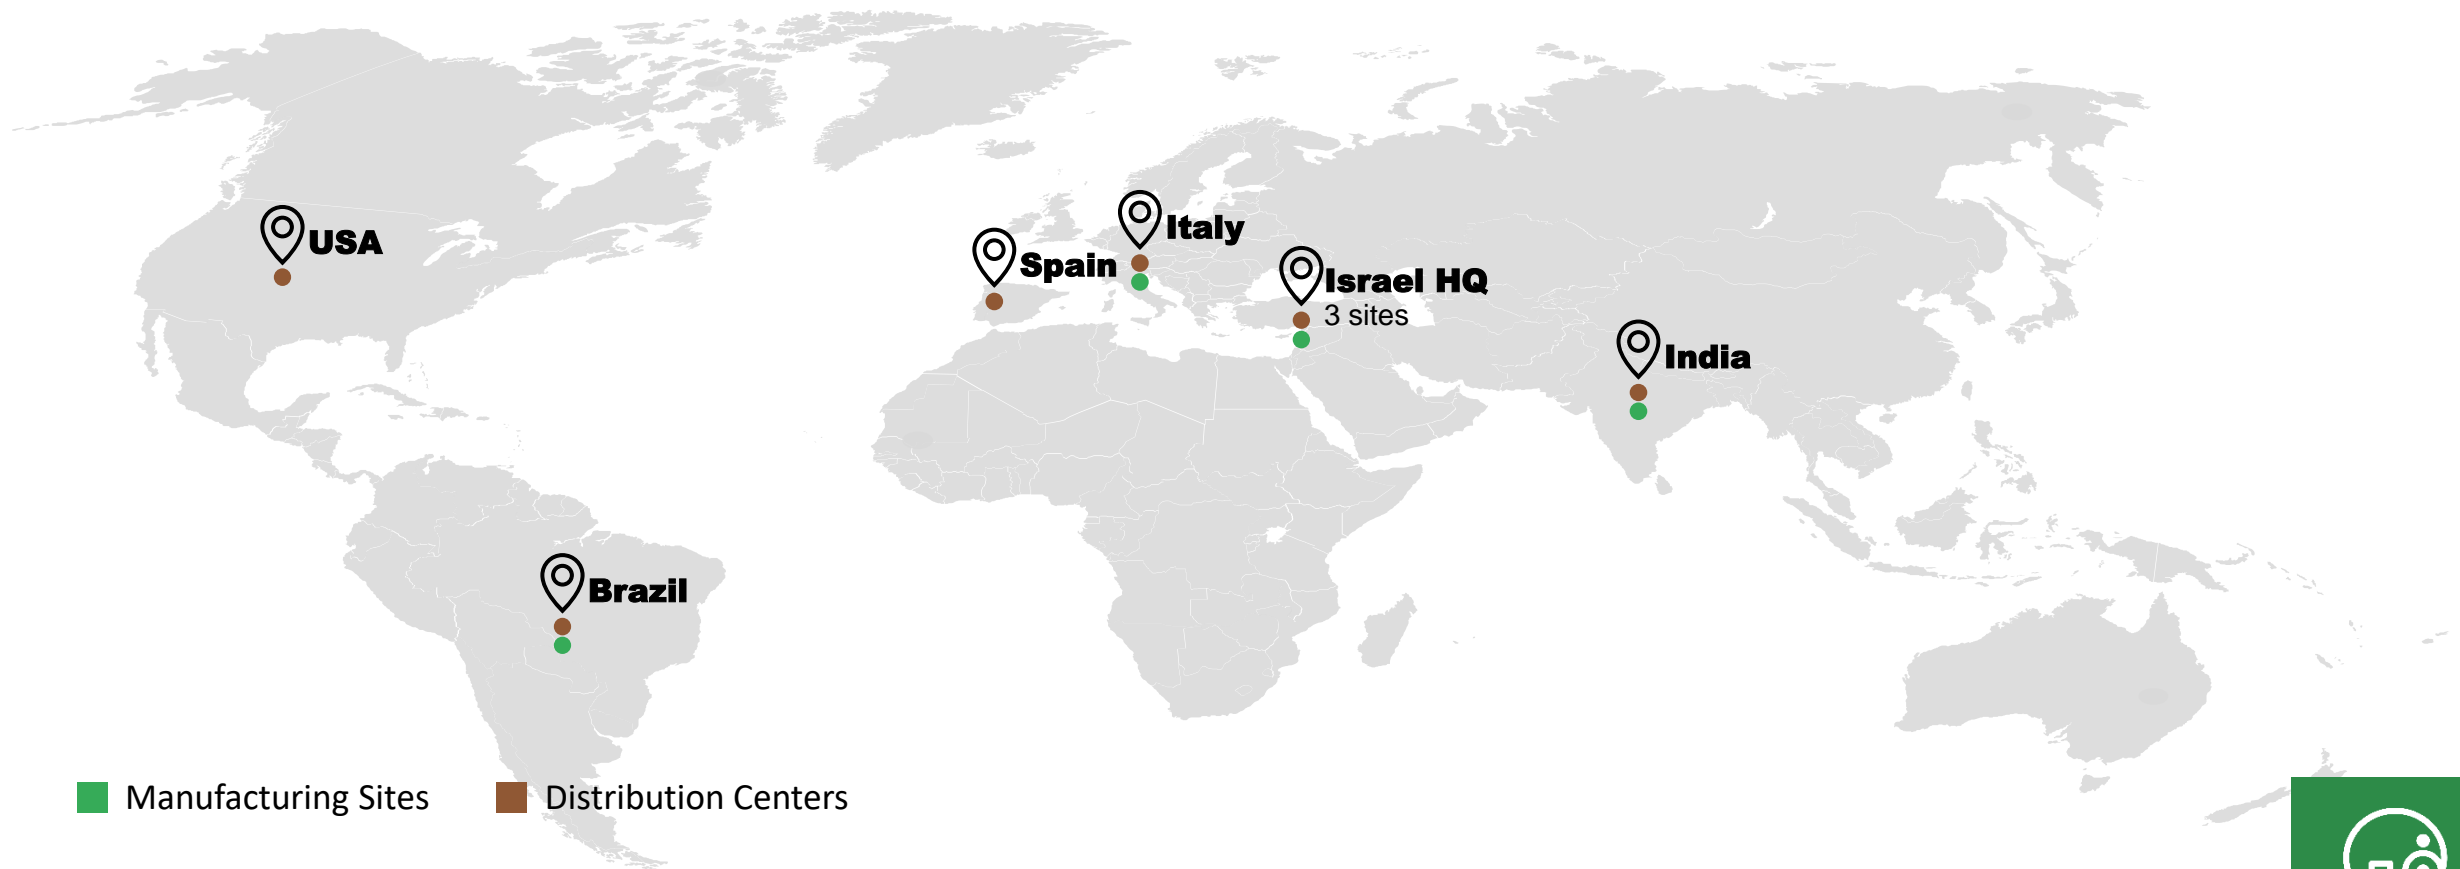 USA
Spain
Italy
Israel HQ
3 sites
India
Brazil
Manufacturing Sites
Distribution Centers